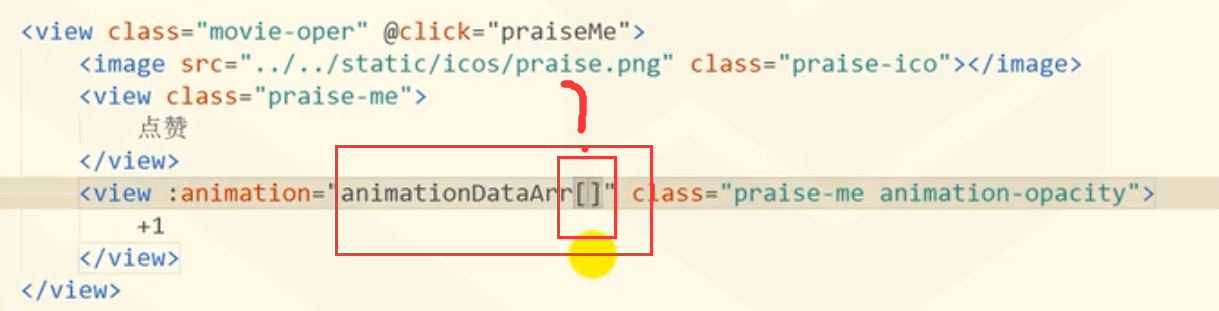 <view class="movie-oper" @click="praiseMe">
<image src="../../static/icos/praise.png" class="praise-ico"></image>
<view class="praise-me">
点赞
</view>
<view :animation="animationDataArr[]" class="praise-me animation-opacity">
+1
</view>
</view>